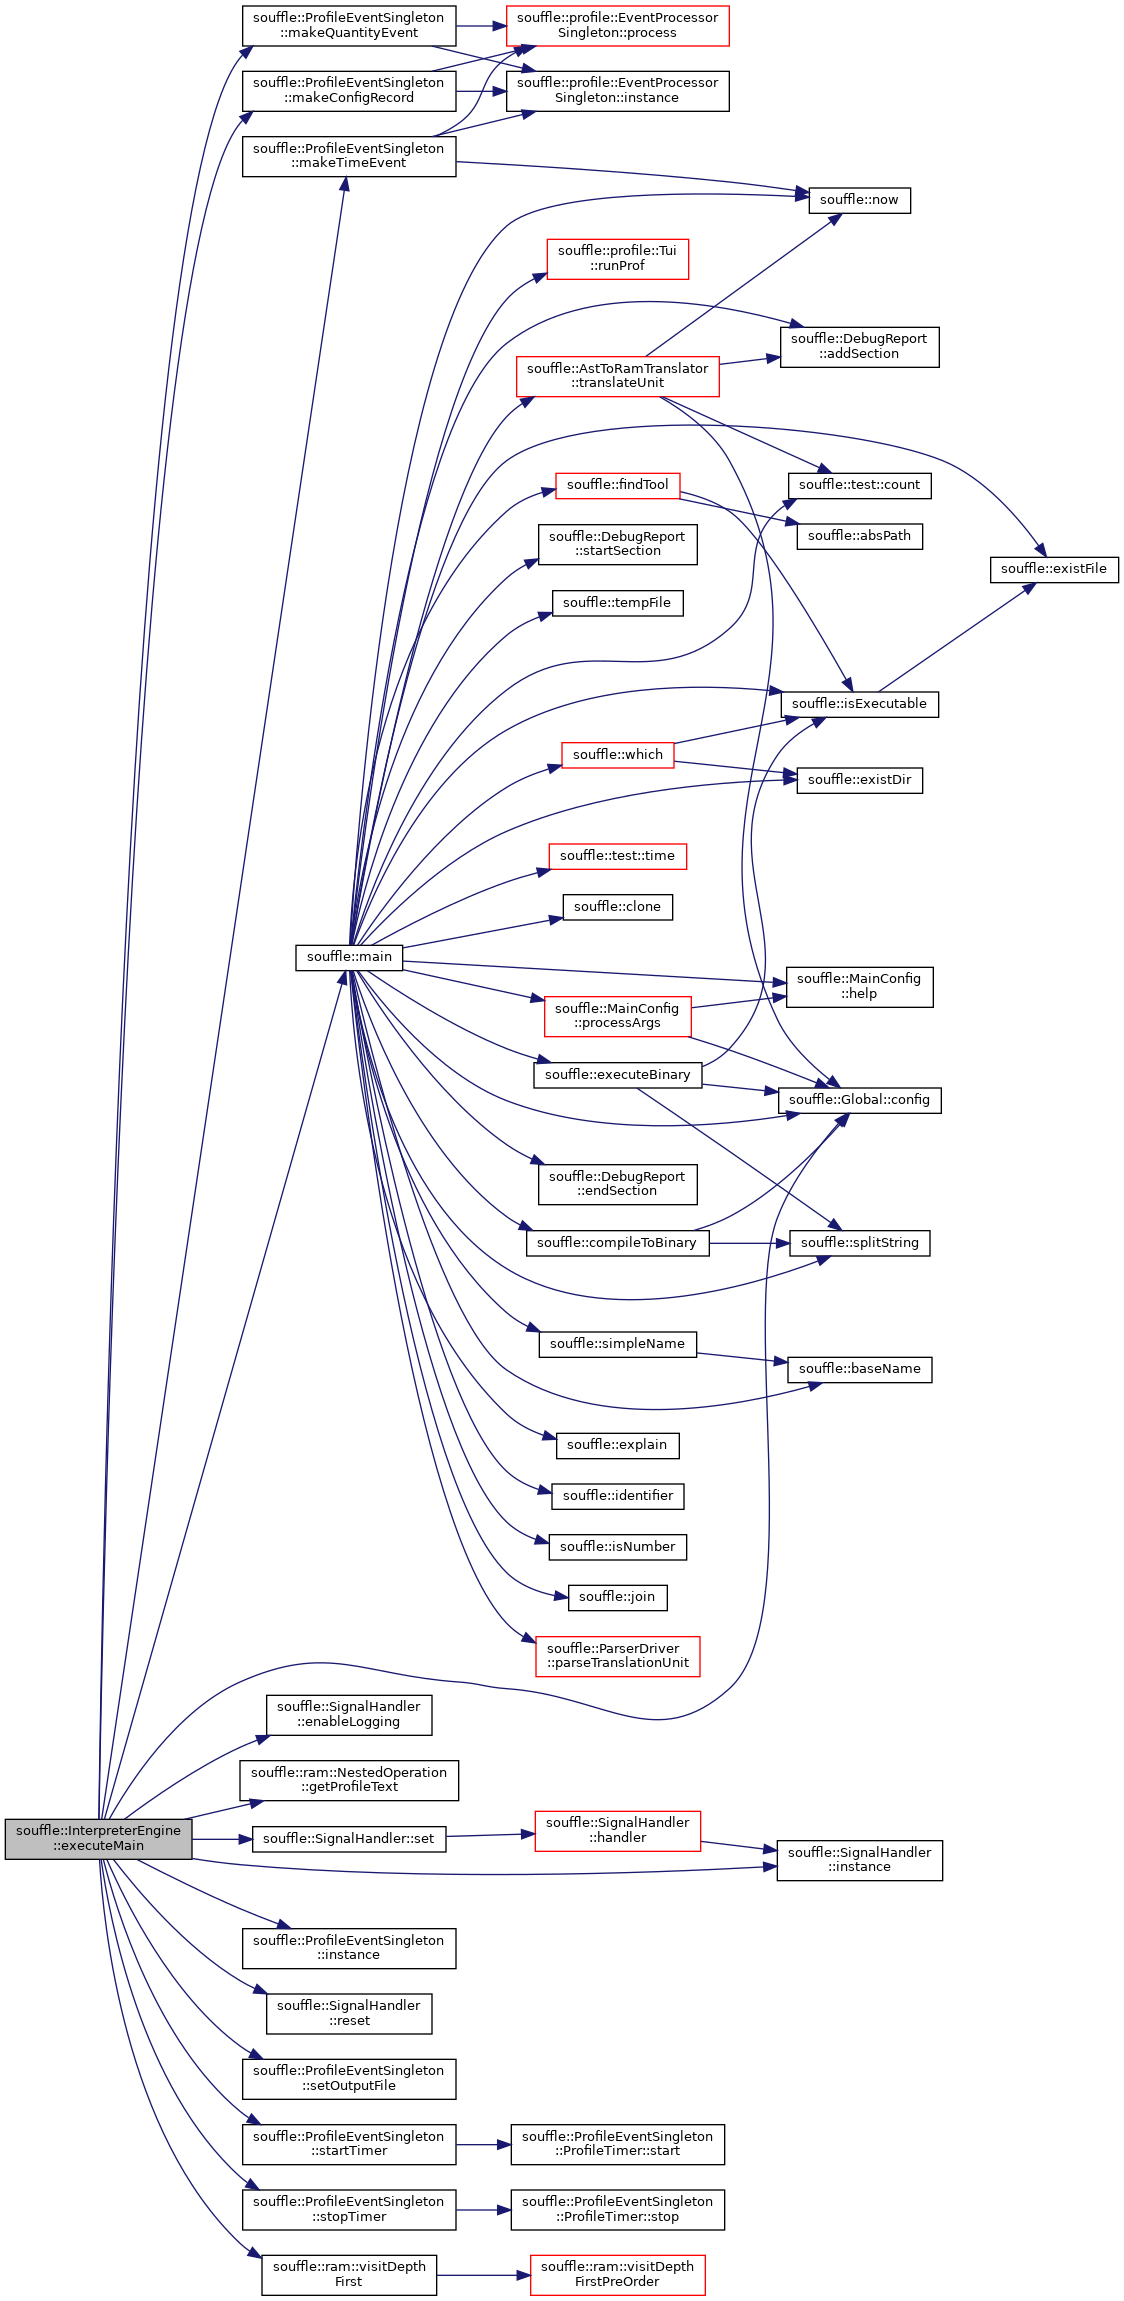 souffle::ProfileEventSingleton
::makeQuantityEvent
souffle::profile::EventProcessor
Singleton::process
souffle::ProfileEventSingleton
::makeConfigRecord
souffle::profile::EventProcessor
Singleton::instance
souffle::ProfileEventSingleton
::makeTimeEvent
souffle::now
souffle::profile::Tui
::runProf
souffle::DebugReport
::addSection
souffle::AstToRamTranslator
::translateUnit
souffle::findTool
souffle::test::count
souffle::DebugReport
::startSection
souffle::absPath
souffle::existFile
souffle::tempFile
souffle::isExecutable
souffle::which
souffle::existDir
souffle::test::time
souffle::clone
souffle::main
souffle::MainConfig
::help
souffle::MainConfig
::processArgs
souffle::executeBinary
souffle::Global::config
souffle::DebugReport
::endSection
souffle::compileToBinary
souffle::splitString
souffle::simpleName
souffle::baseName
souffle::explain
souffle::identifier
souffle::isNumber
souffle::join
souffle::ParserDriver
::parseTranslationUnit
souffle::SignalHandler
::enableLogging
souffle::ram::NestedOperation
::getProfileText
souffle::InterpreterEngine
::executeMain
souffle::SignalHandler::set
souffle::SignalHandler
::handler
souffle::SignalHandler
::instance
souffle::ProfileEventSingleton
::instance
souffle::SignalHandler
::reset
souffle::ProfileEventSingleton
::setOutputFile
souffle::ProfileEventSingleton
::startTimer
souffle::ProfileEventSingleton
::ProfileTimer::start
souffle::ProfileEventSingleton
::stopTimer
souffle::ProfileEventSingleton
::ProfileTimer::stop
souffle::ram::visitDepth
First
souffle::ram::visitDepth
FirstPreOrder